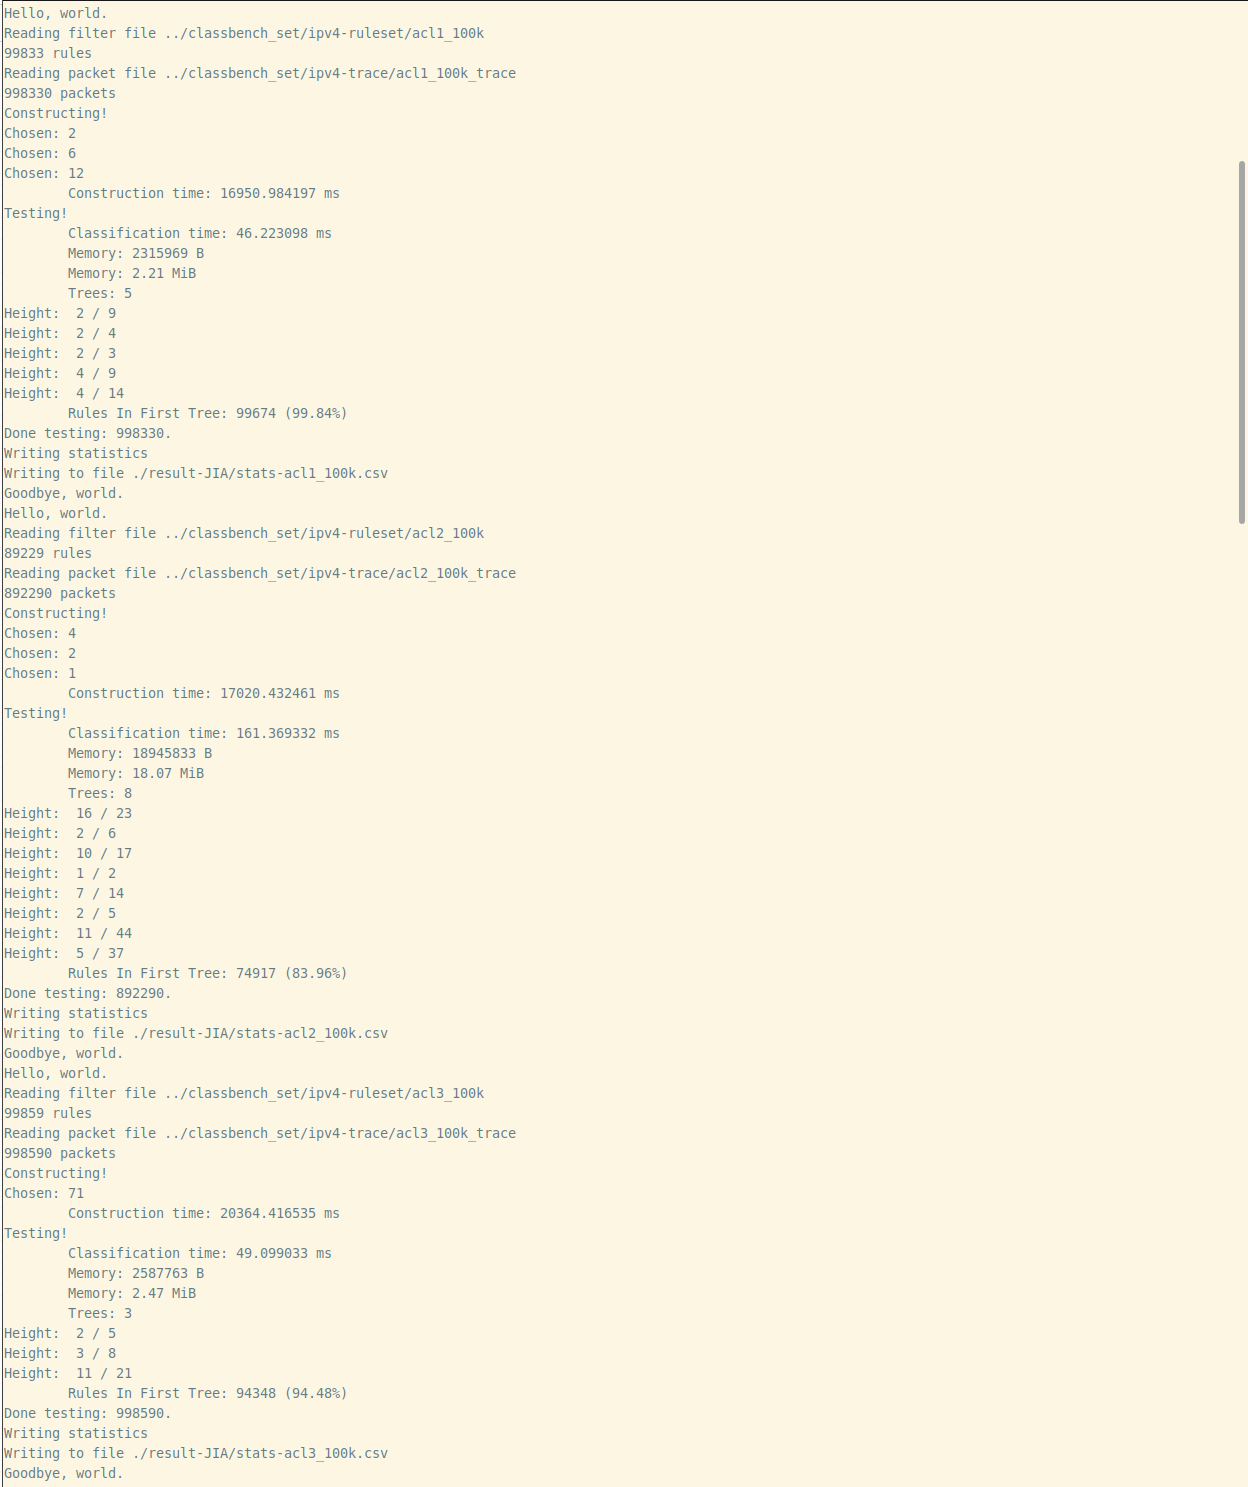 Hello, world.
Reading filter file ../classbench_set/ipv4-ruleset/acl1_100k
99833 rules
Reading packet file ../classbench_set/ipv4-trace/acl1_100k_trace
998330 packets
Constructing!
Chosen: 2
Chosen: 6
Chosen: 12
        Construction time: 16950.984197 ms
Testing!
        Classification time: 46.223098 ms
        Memory: 2315969 B
        Memory: 2.21 MiB
        Trees: 5
Height:  2 / 9
Height:  2 / 4
Height:  2 / 3
Height:  4 / 9
Height:  4 / 14
        Rules In First Tree: 99674 (99.84%)
Done testing: 998330.
Writing statistics
Writing to file ./result-JIA/stats-acl1_100k.csv
Goodbye, world.
Hello, world.
Reading filter file ../classbench_set/ipv4-ruleset/acl2_100k
89229 rules
Reading packet file ../classbench_set/ipv4-trace/acl2_100k_trace
892290 packets
Constructing!
Chosen: 4
Chosen: 2
Chosen: 1
        Construction time: 17020.432461 ms
Testing!
        Classification time: 161.369332 ms
        Memory: 18945833 B
        Memory: 18.07 MiB
        Trees: 8
Height:  16 / 23
Height:  2 / 6
Height:  10 / 17
Height:  1 / 2
Height:  7 / 14
Height:  2 / 5
Height:  11 / 44
Height:  5 / 37
        Rules In First Tree: 74917 (83.96%)
Done testing: 892290.
Writing statistics
Writing to file ./result-JIA/stats-acl2_100k.csv
Goodbye, world.
Hello, world.
Reading filter file ../classbench_set/ipv4-ruleset/acl3_100k
99859 rules
Reading packet file ../classbench_set/ipv4-trace/acl3_100k_trace
998590 packets
Constructing!
Chosen: 71
        Construction time: 20364.416535 ms
Testing!
        Classification time: 49.099033 ms
        Memory: 2587763 B
        Memory: 2.47 MiB
        Trees: 3
Height:  2 / 5
Height:  3 / 8
Height:  11 / 21
        Rules In First Tree: 94348 (94.48%)
Done testing: 998590.
Writing statistics
Writing to file ./result-JIA/stats-acl3_100k.csv
Goodbye, world.